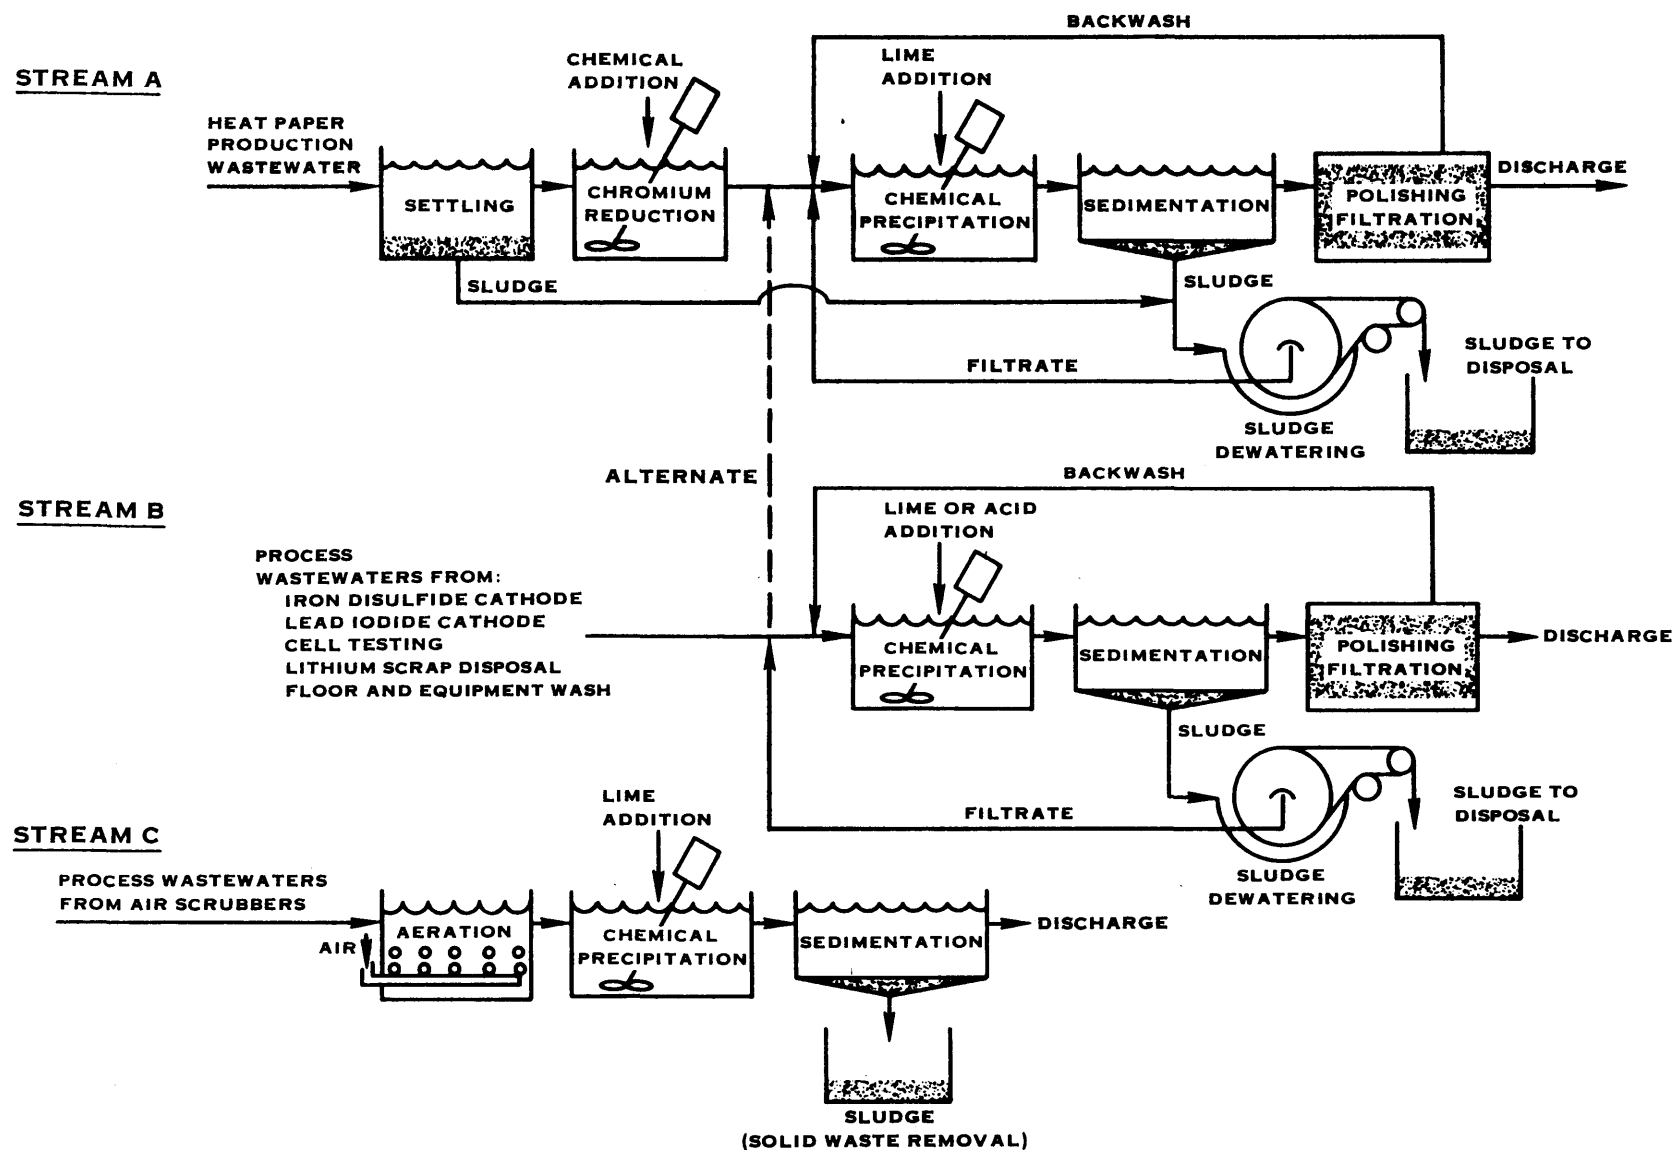 BACKWASH
STREAM A
CHEMICAL
ADDITION
LIME
ADDITION
HEAT PAPER
PRODUCTION
WASTEWATER
SETTLING
CHROMIUM
REDUCTION
CHEMICAL
PRECIPITATION
SEDIMENTATION
POLISHING
FILTRATION
DISCHARGE
SLUDGE
SLUDGE
FILTRATE
SLUDGE
DEWATERING
SLUDGE TO
DISPOSAL
ALTERNATE
BACKWASH
STREAM B
LIME OR ACID
ADDITION
PROCESS
WASTEWATERS FROM:
IRON DISULFIDE CATHODE
LEAD IODIDE CATHODE
CELL TESTING
LITHIUM SCRAP DISPOSAL
FLOOR AND EQUIPMENT WASH
CHEMICAL
PRECIPITATION
SEDIMENTATION
POLISHING
FILTRATION
DISCHARGE
SLUDGE
FILTRATE
SLUDGE
DEWATERING
SLUDGE TO
DISPOSAL
STREAM C
LIME
ADDITION
PROCESS WASTEWATERS
FROM AIR SCRUBBERS
AIR
AERATION
CHEMICAL
PRECIPITATION
SEDIMENTATION
DISCHARGE
SLUDGE
(SOLID WASTE REMOVAL)